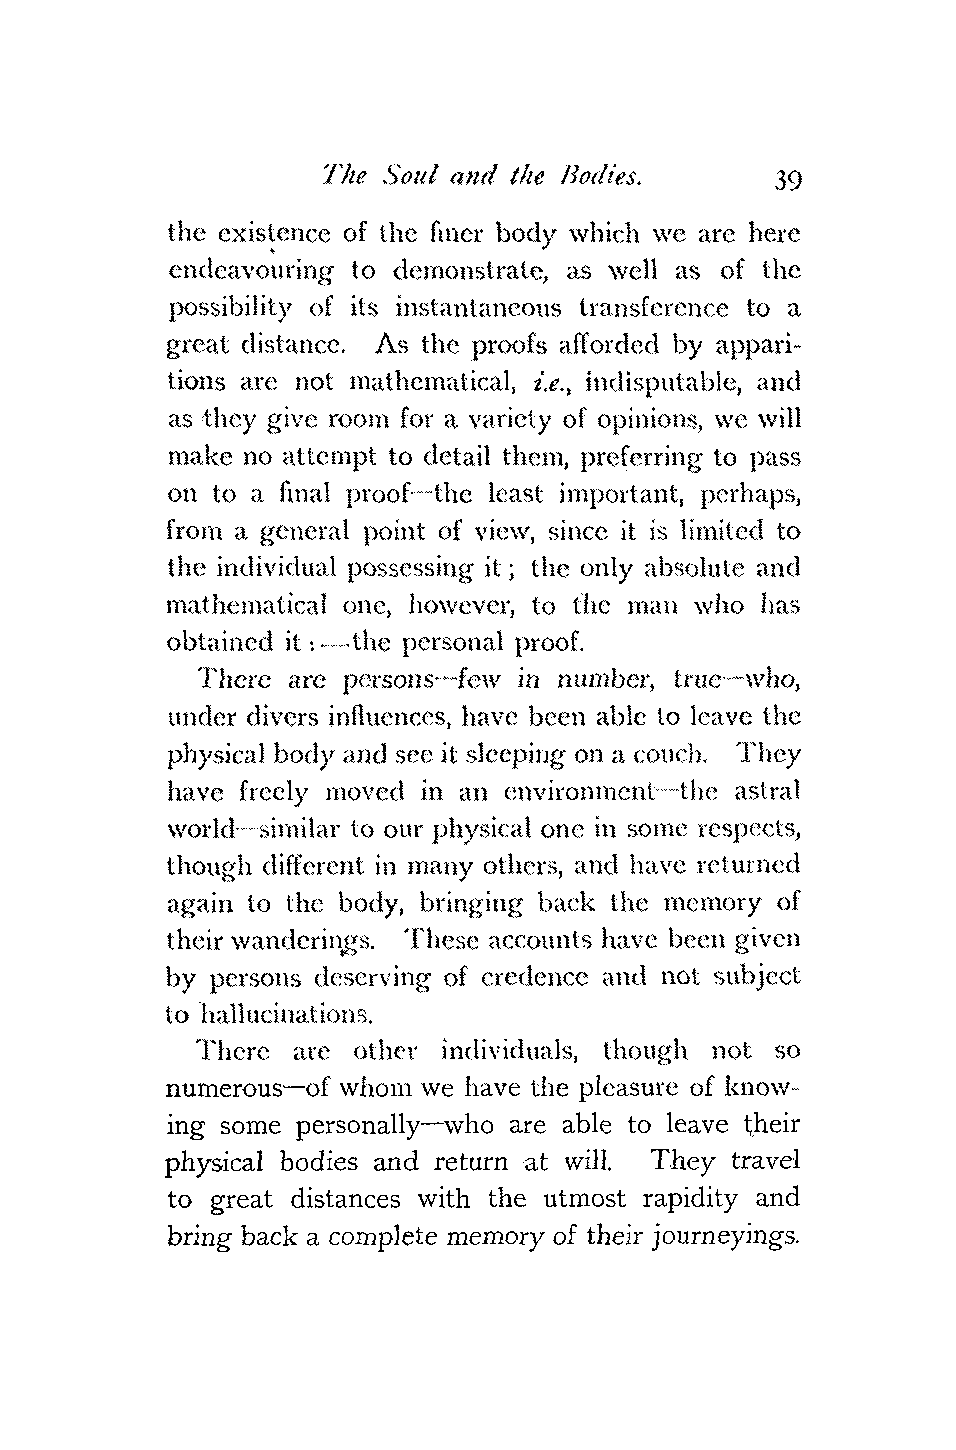 The Soul and the Bodies. 39
the existence of the finer body which we are here
endeavouring to demonstrate, as well as of the
possibility of its instantaneous transference to a
great distance. As the proofs afforded by appari-
tions are not mathematical, i.e., indisputable, and
as they give room for a variety of opinions, we will
make no attempt to detail them, preferring to pass
on to a final proof—the least important, perhaps,
from a general point of view, since it is limited to
the individual possessing it ; the only absolute and
mathematical one, however, to the man who has
obtained it :—the personal proof.
There are persons—few in number, true—who,
under divers influences, have been able to leave the
physical body and see it sleeping on a couch. They
have freely moved in an environment—the astral
world—similar to our physical one in some respects,
though different in many others, and have returned
again to the body, bringing back the memory of
their wanderings. These accounts have been given
by persons deserving of credence and not subject
to hallucinations.
There are other individuals, though not so
numerous—of whom we have the pleasure of know-
ing some personally—who are able to leave their
physical bodies and return at will. They travel
to great distances with the utmost rapidity and
bring back a complete memory of their journeyings.